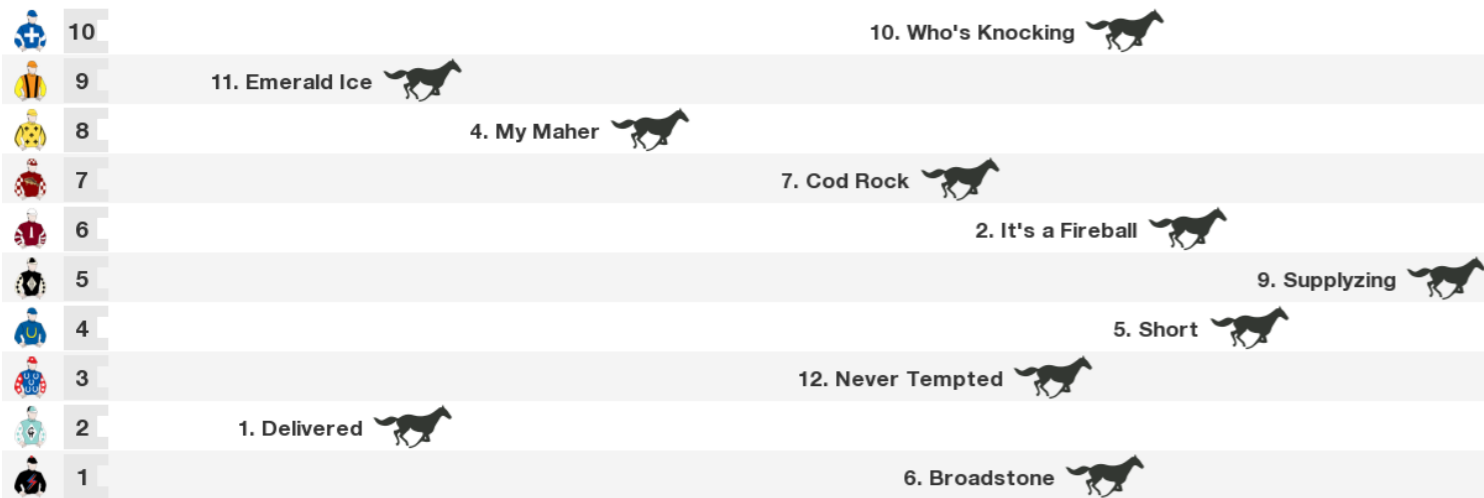 10 10. Who's Knocking
9 11. Emerald Ice
8 4. My Maher
7 7. Cod Rock
6 2. It's a Fireball
5 9. Supplyzing
4 5. Short
3 12. Never Tempted
2 1. Delivered
1 6. Broadstone